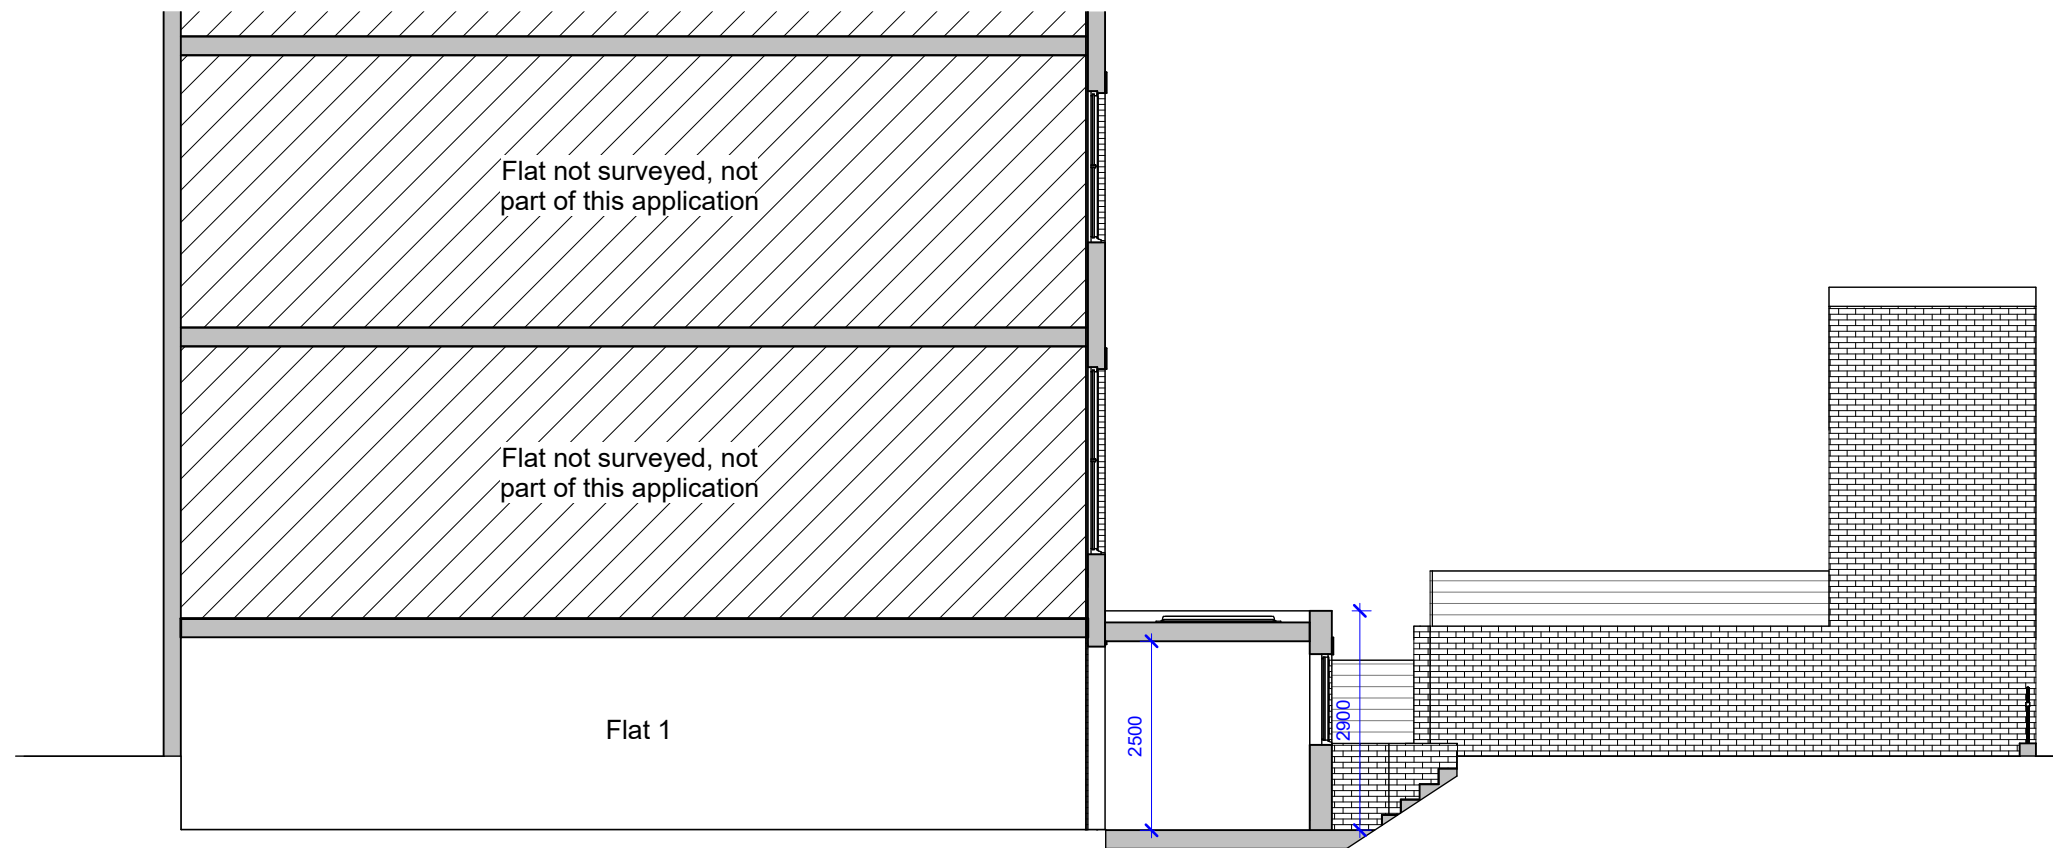 Flat not surveyed, not
part of this application
Flat not surveyed, not
part of this application
Flat 1
2500
2900